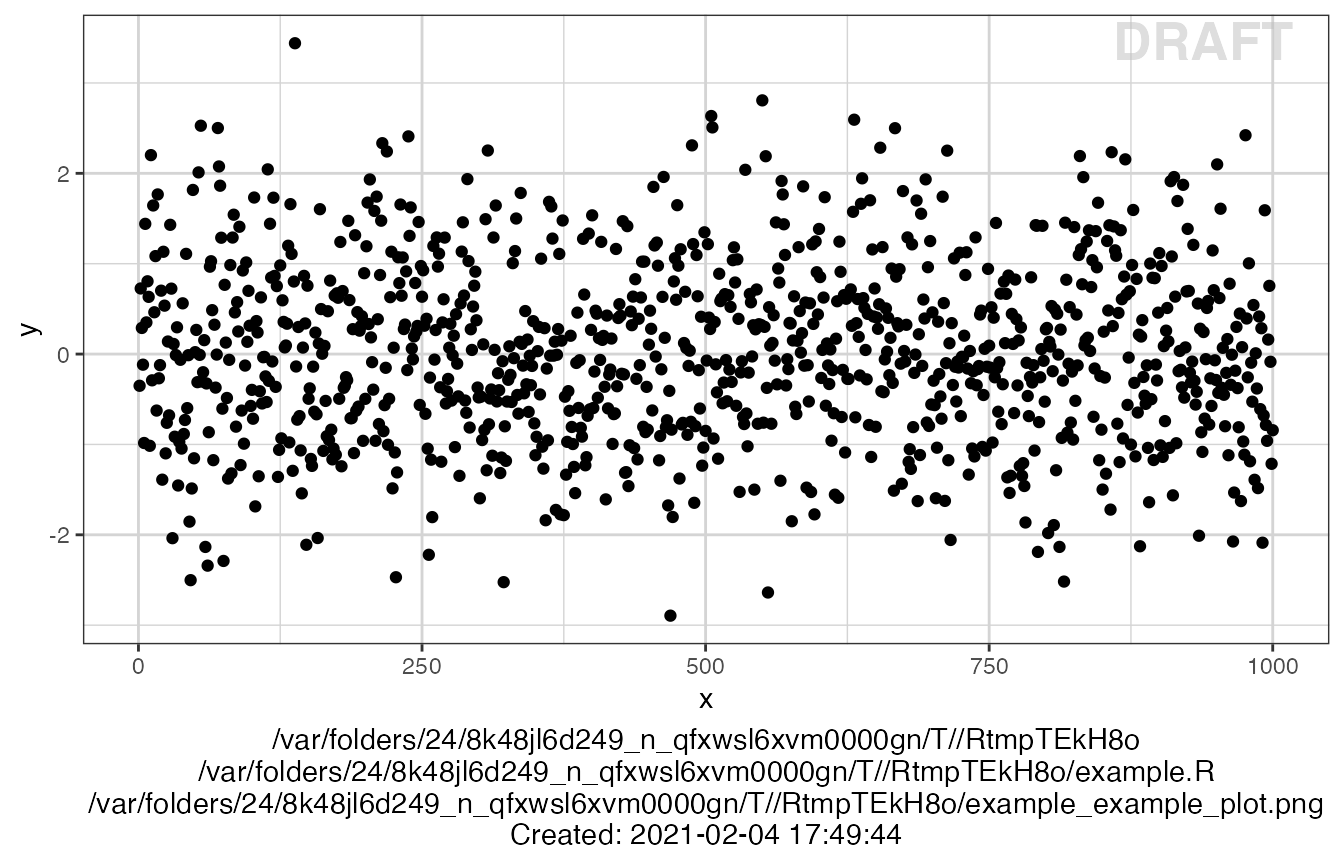 DRAFT
y
2
0
-2
0 250 500 750 1000
x
/var/folders/24/8k48jl6d249_n_qfxwsl6xvm0000gn/T//RtmpTEkH8o
/var/folders/24/8k48jl6d249_n_qfxwsl6xvm0000gn/T//RtmpTEkH8o/example.R
/var/folders/24/8k48jl6d249_n_qfxwsl6xvm0000gn/T//RtmpTEkH8o/example_example_plot.png
Created: 2021-02-04 17:49:44